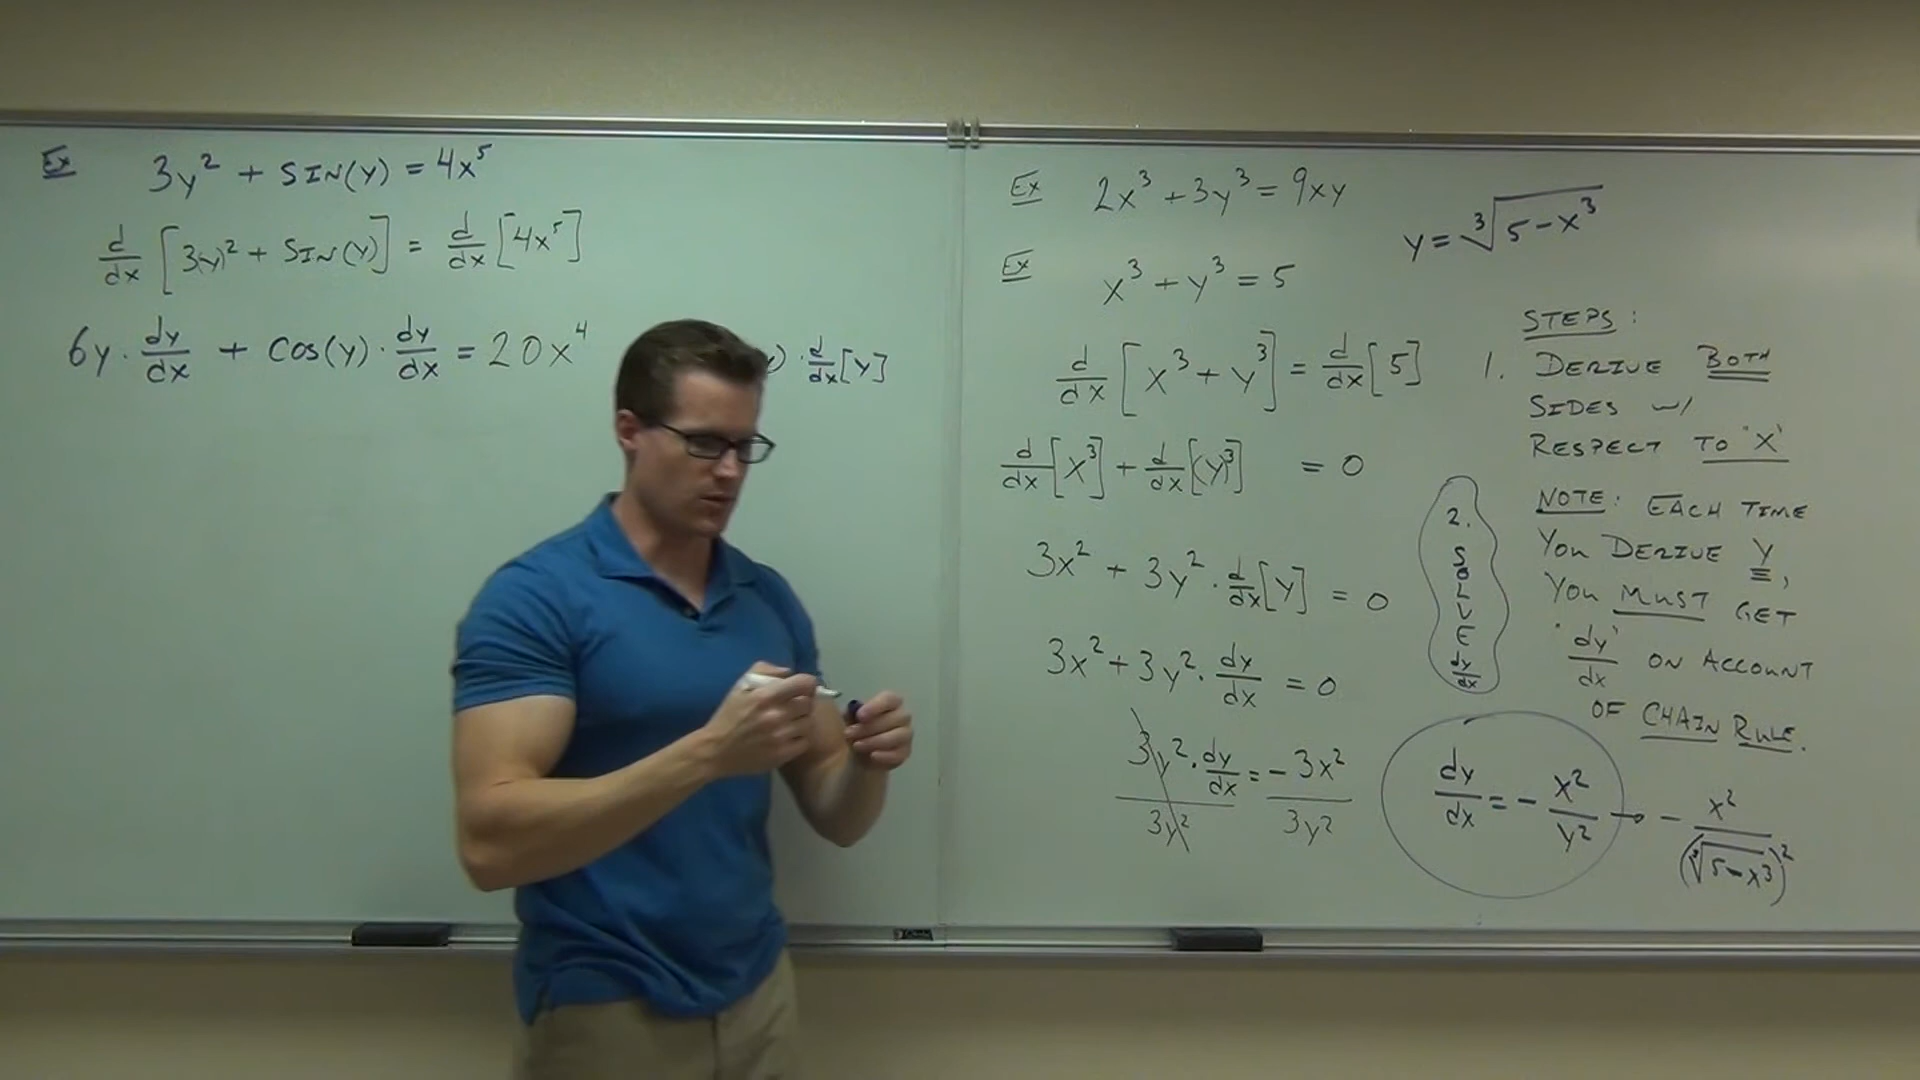 Ex 3y² + SIN(y) = 4x⁵
d/dx [3(y)² + SIN(y)] = d/dx [4x⁵]
6y · dy/dx + cos(y) · dy/dx = 20x⁴
) · d/dx [y]
Ex 2x³ + 3y³ = 9xy
y = ∛(5 - x³)
Ex x³ + y³ = 5
d/dx [x³ + y³] = d/dx [5]
d/dx [x³] + d/dx [(y)³] = 0
3x² + 3y² · d/dx [y] = 0
3x² + 3y² · dy/dx = 0
3y² · dy/dx / 3y² = -3x² / 3y²
STEPS:
1. DERIVE BOTH
SIDES w/
RESPECT TO "X"
NOTE: EACH TIME
YOU DERIVE Y,
YOU MUST GET
"dy/dx" ON ACCOUNT
OF CHAIN RULE.
2.
S
O
L
V
E
dy/dx
dy/dx = - x²/y² → - x²/(∛(5-x³))²